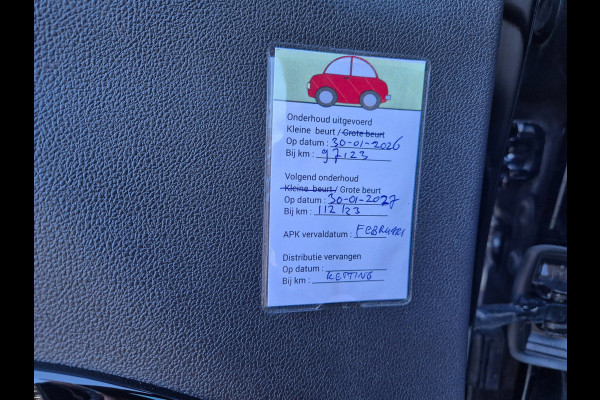 Onderhoud uitgevoerd
Kleine beurt / Grote beurt
Op datum : 30-01-2026
Bij km : 97123
Volgend onderhoud
Kleine beurt / Grote beurt
Op datum : 30-01-2027
Bij km : 112123
APK vervaldatum : FEBRUARI
Distributie vervangen
Op datum :
Bij km : KETTING